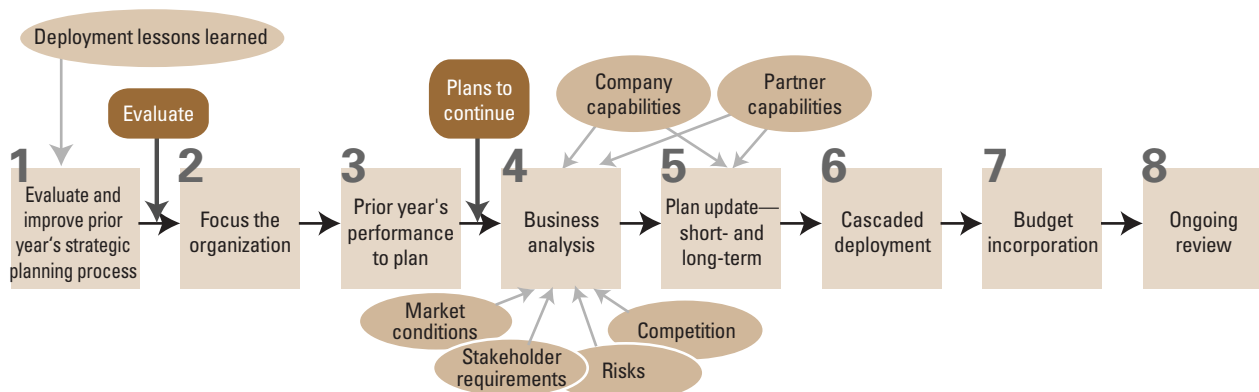 Deployment lessons learned
Evaluate
Plans to
continue
Company
capabilities
Partner
capabilities
1
Evaluate and
improve prior
year's strategic
planning process
2
Focus the
organization
3
Prior year's
performance
to plan
4
Business
analysis
5
Plan update—
short- and
long-term
6
Cascaded
deployment
7
Budget
incorporation
8
Ongoing
review
Market
conditions
Stakeholder
requirements
Risks
Competition